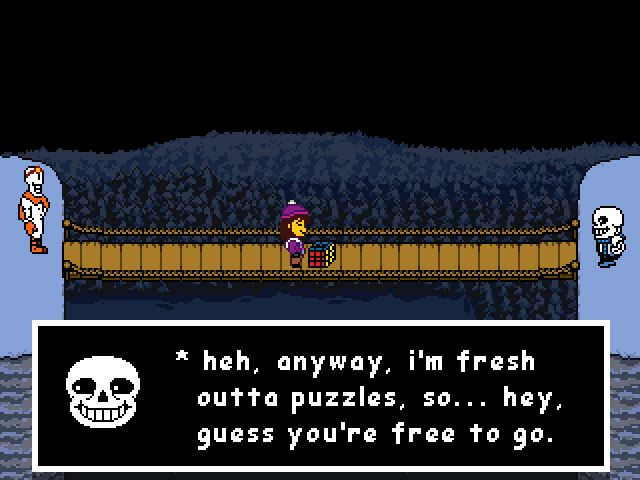 * heh, anyway, i'm fresh
outta puzzles, so... hey,
guess you're free to go.